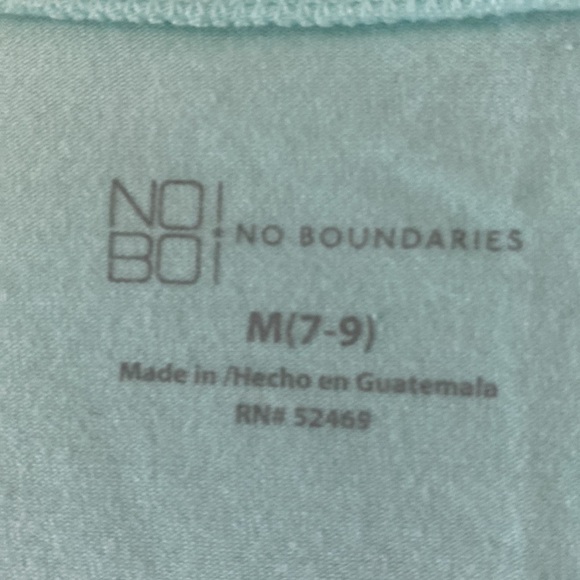 NO
BO
NO BOUNDARIES
M(7-9)
Made in /Hecho en Guatemala
RN# 52469